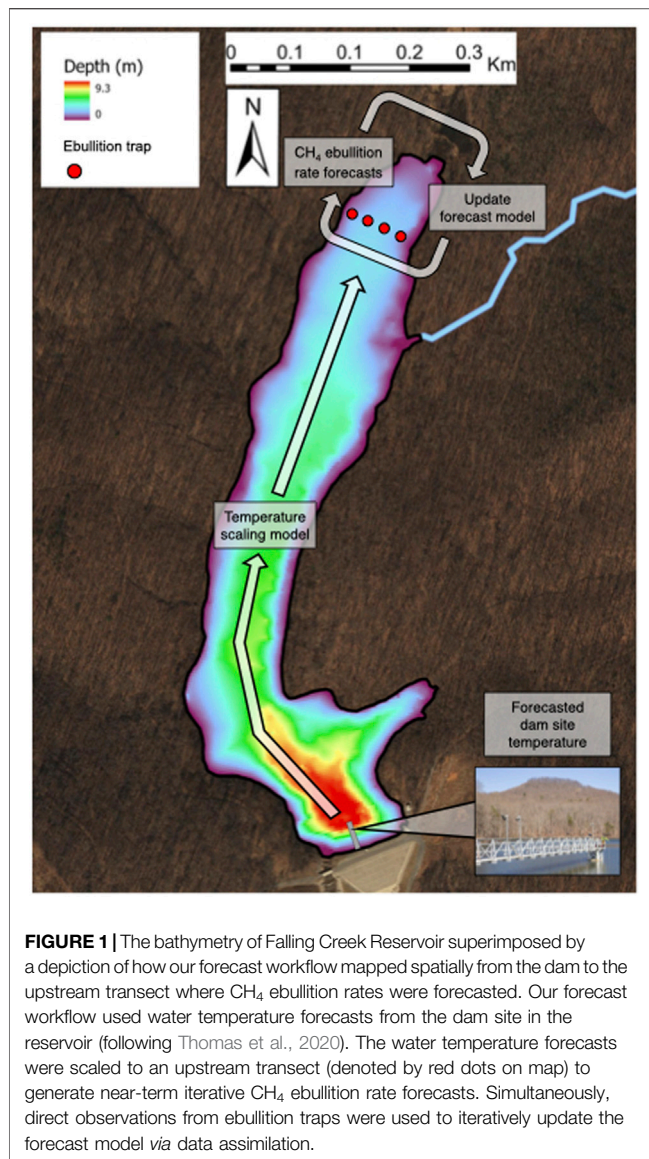 Depth (m)
9.3
0
Ebullition trap
0 0.1 0.1 0.2 0.3
Km
N
CH₄ ebullition
rate forecasts
Update
forecast model
Temperature
scaling model
Forecasted
dam site
temperature
FIGURE 1 | The bathymetry of Falling Creek Reservoir superimposed by
a depiction of how our forecast workflow mapped spatially from the dam to the
upstream transect where CH₄ ebullition rates were forecasted. Our forecast
workflow used water temperature forecasts from the dam site in the
reservoir (following Thomas et al., 2020). The water temperature forecasts
were scaled to an upstream transect (denoted by red dots on map) to
generate near-term iterative CH₄ ebullition rate forecasts. Simultaneously,
direct observations from ebullition traps were used to iteratively update the
forecast model via data assimilation.